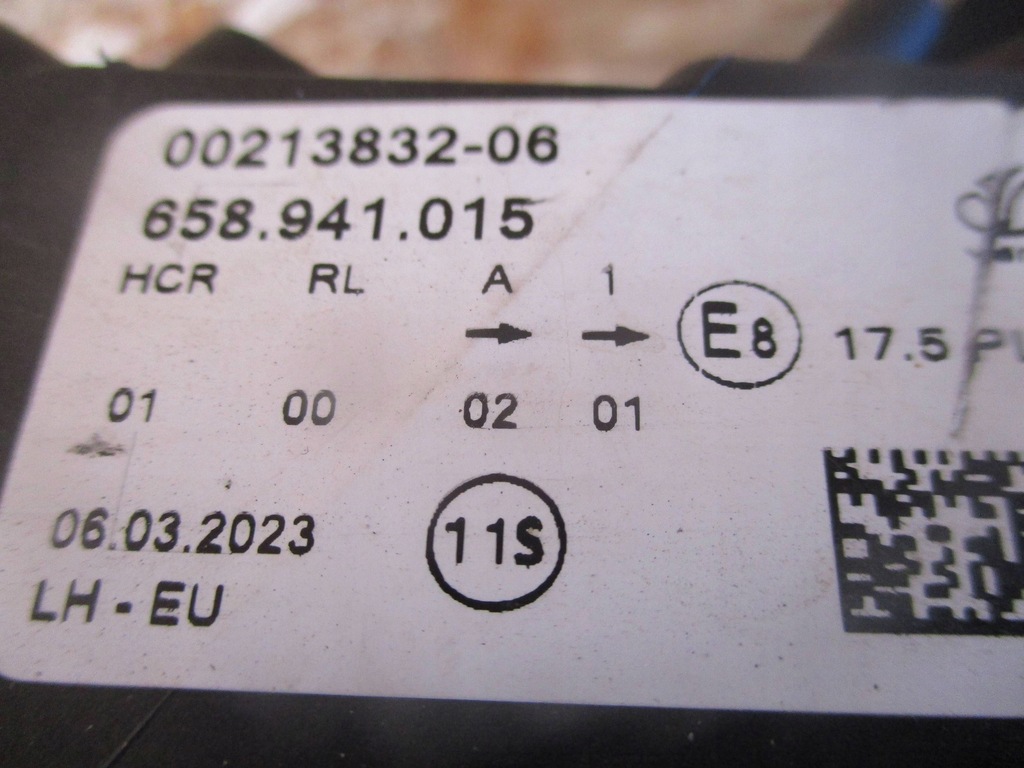 00213832-06
658.941.015
HCR RL A 1
→ → E8 17.5
01 00 02 01
06.03.2023 11S
LH - EU